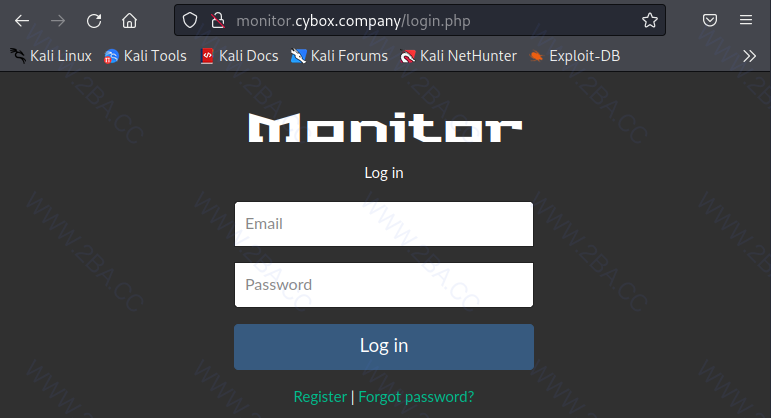 monitor.cybox.company/login.php
Kali Linux Kali Tools Kali Docs Kali Forums Kali NetHunter Exploit-DB
Monitor
Log in
Email
Password
Log in
Register | Forgot password?
WWW.2BA.CC